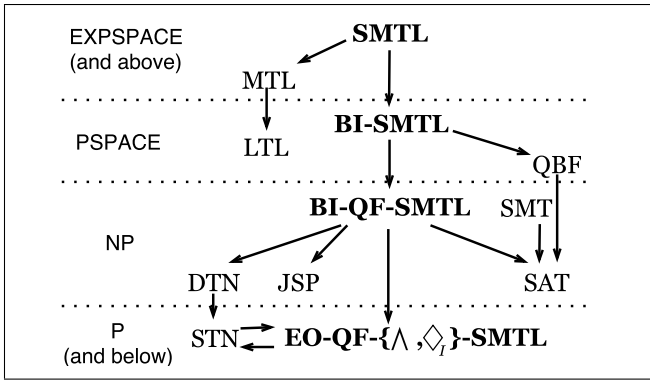 EXPSPACE
(and above)
SMTL
MTL
PSPACE
BI-SMTL
LTL
QBF
NP
BI-QF-SMTL
SMT
DTN
JSP
SAT
P
(and below)
STN
EO-QF-{∧ ,◇I}-SMTL